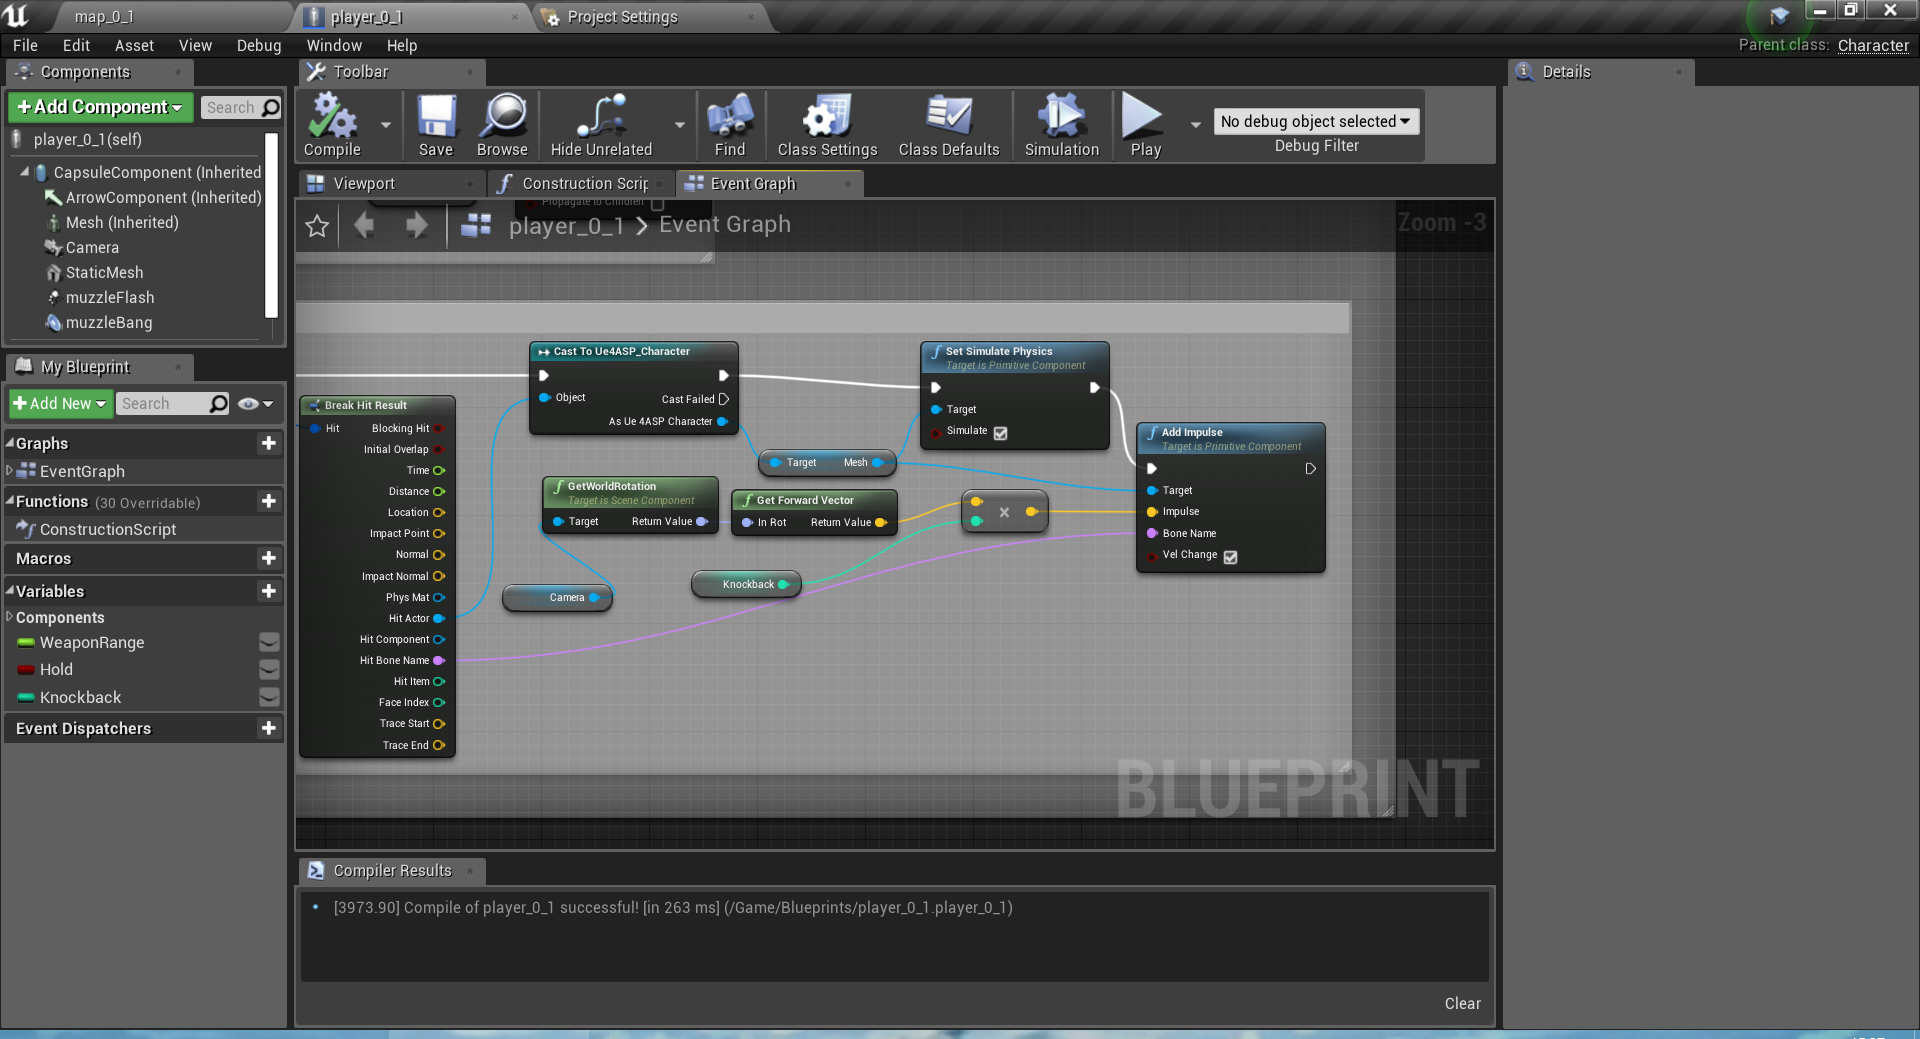 map_0_1
player_0_1
Project Settings
File Edit Asset View Debug Window Help
Parent class: Character
Components
Toolbar
Details
+Add Component
Search
player_0_1(self)
CapsuleComponent (Inherited
ArrowComponent (Inherited)
Mesh (Inherited)
Camera
StaticMesh
muzzleFlash
muzzleBang
Compile
Save
Browse
Hide Unrelated
Find
Class Settings
Class Defaults
Simulation
Play
No debug object selected
Debug Filter
Viewport
Construction Scrip
Event Graph
Propagate to Children
player_0_1 > Event Graph
Zoom -3
My Blueprint
+Add New
Search
Graphs
EventGraph
Functions (30 Overridable)
ConstructionScript
Macros
Variables
Components
WeaponRange
Hold
Knockback
Event Dispatchers
Break Hit Result
Hit
Blocking Hit
Initial Overlap
Time
Distance
Location
Impact Point
Normal
Impact Normal
Phys Mat
Hit Actor
Hit Component
Hit Bone Name
Hit Item
Face Index
Trace Start
Trace End
Cast To Ue4ASP_Character
Object
Cast Failed
As Ue 4ASP Character
GetWorldRotation
Target is Scene Component
Target
Return Value
Camera
Get Forward Vector
In Rot
Return Value
Knockback
Target
Mesh
Set Simulate Physics
Target is Primitive Component
Target
Simulate
×
Add Impulse
Target is Primitive Component
Target
Impulse
Bone Name
Vel Change
BLUEPRINT
Compiler Results
[3973.90] Compile of player_0_1 successful! [in 263 ms] (/Game/Blueprints/player_0_1.player_0_1)
Clear